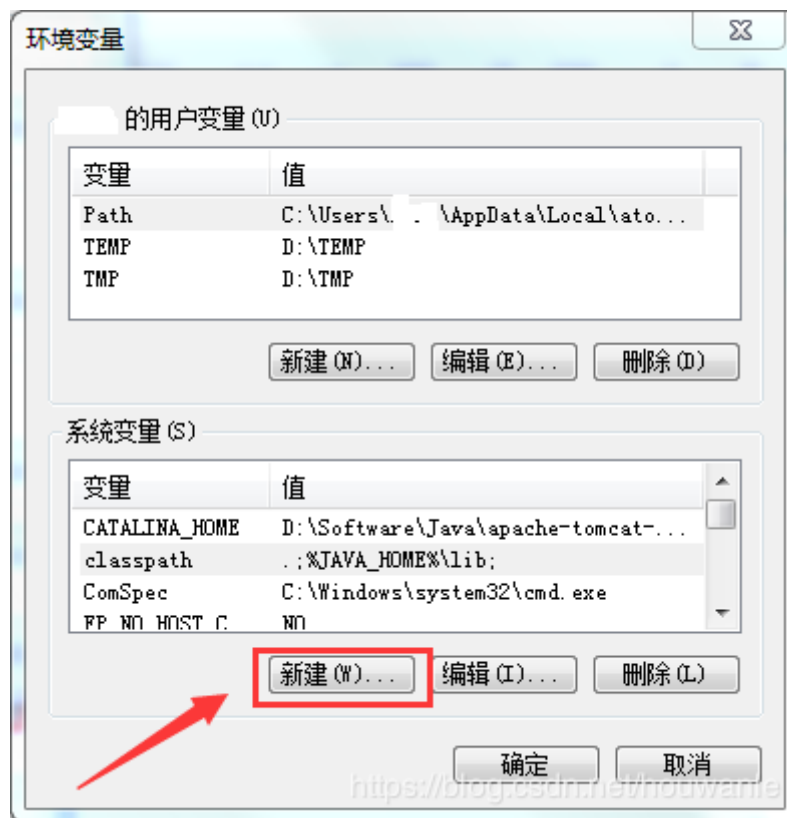 环境变量
的用户变量(U)
变量 值
Path C:\Users\. . \AppData\Local\ato...
TEMP D:\TEMP
TMP D:\TMP
新建(N)... 编辑(E)... 删除(D)
系统变量(S)
变量 值
CATALINA_HOME D:\Software\Java\apache-tomcat-...
classpath .;%JAVA_HOME%\lib;
ComSpec C:\Windows\system32\cmd.exe
FP_NO_HOST_C... NO
新建(W)... 编辑(I)... 删除(L)
确定 取消
https://blog.csdn.net/houwanle